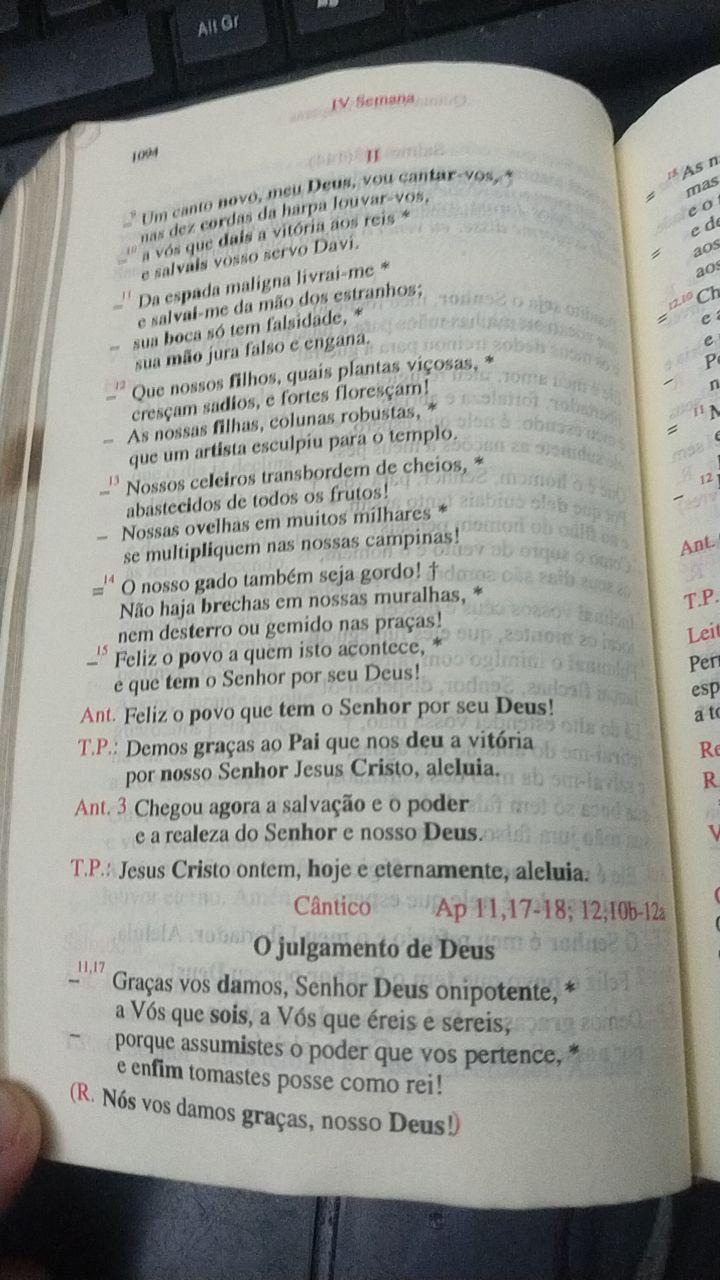 Alt Gr
IV Semana
1094
II
–⁹ Um canto novo, meu Deus, vou cantar-vos, *
nas dez cordas da harpa louvar-vos,
–¹⁰ a vós que dais a vitória aos reis *
e salvais vosso servo Davi.
–¹¹ Da espada maligna livrai-me *
e salvai-me da mão dos estranhos;
– sua boca só tem falsidade, *
sua mão jura falso e engana.
–¹² Que nossos filhos, quais plantas viçosas, *
cresçam sadios, e fortes floresçam!
– As nossas filhas, colunas robustas, *
que um artista esculpiu para o templo.
–¹³ Nossos celeiros transbordem de cheios, *
abastecidos de todos os frutos!
– Nossas ovelhas em muitos milhares *
se multipliquem nas nossas campinas!
=¹⁴ O nosso gado também seja gordo! †
Não haja brechas em nossas muralhas, *
nem desterro ou gemido nas praças!
–¹⁵ Feliz o povo a quem isto acontece, *
e que tem o Senhor por seu Deus!
Ant. Feliz o povo que tem o Senhor por seu Deus!
T.P.: Demos graças ao Pai que nos deu a vitória
por nosso Senhor Jesus Cristo, aleluia.
Ant. 3 Chegou agora a salvação e o poder
e a realeza do Senhor e nosso Deus.
T.P.: Jesus Cristo ontem, hoje e eternamente, aleluia.
Cântico Ap 11,17-18; 12,10b-12a
O julgamento de Deus
–¹¹,¹⁷ Graças vos damos, Senhor Deus onipotente, *
a Vós que sois, a Vós que éreis e sereis,
– porque assumistes o poder que vos pertence, *
e enfim tomastes posse como rei!
(R. Nós vos damos graças, nosso Deus!)
=¹⁸ As n
mas
e o
= e de
aos
aos
=¹²,¹⁰ Ch
e a
e
– Po
n
= ¹¹ N
e
– ¹²
Ant.
T.P.
Leit
Pert
esp
a to
Re
R.
V